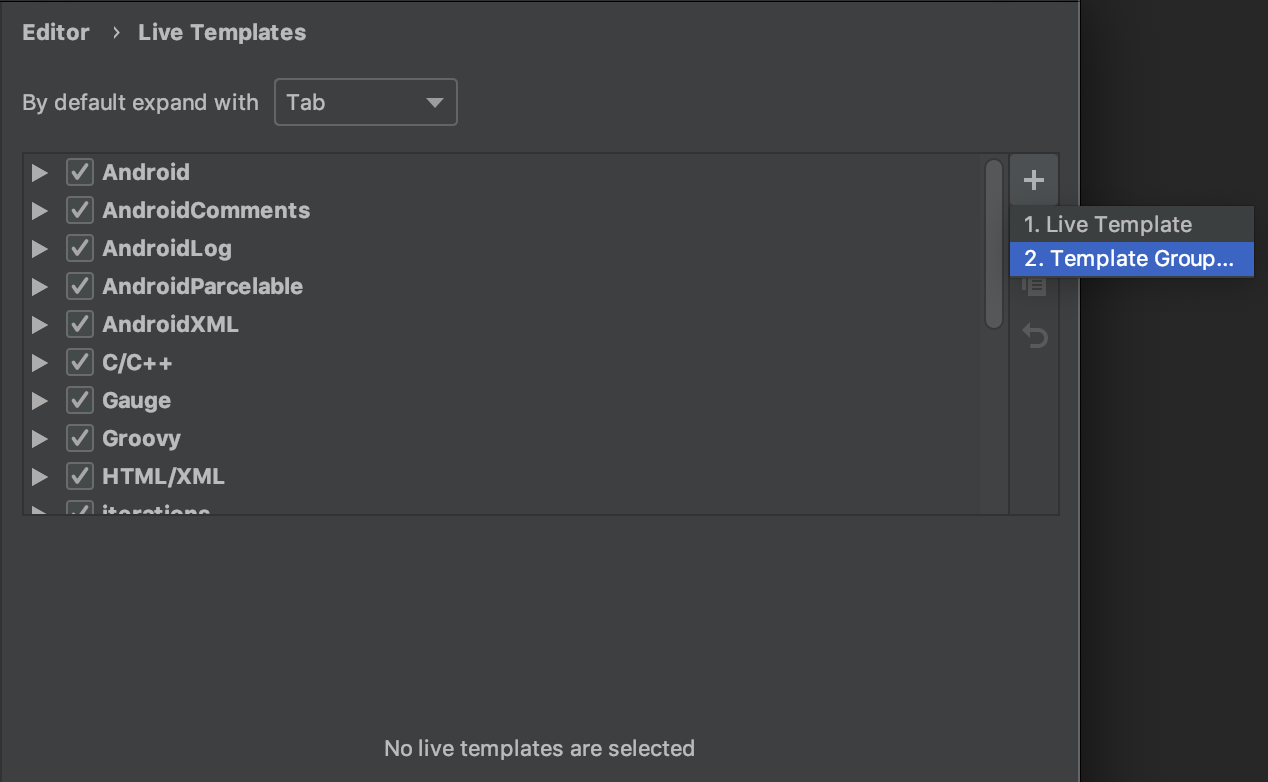 Editor › Live Templates
By default expand with Tab
Android
AndroidComments
AndroidLog
AndroidParcelable
AndroidXML
C/C++
Gauge
Groovy
HTML/XML
iterations
1. Live Template
2. Template Group...
No live templates are selected